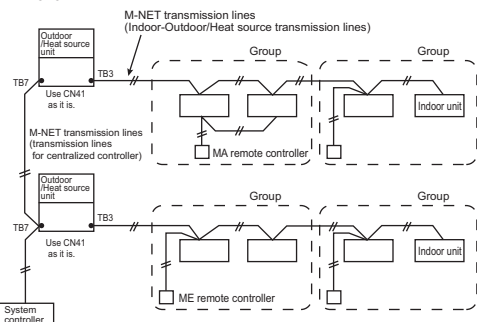 M-NET transmission lines
(Indoor-Outdoor/Heat source transmission lines)
Outdoor
/Heat source
unit
TB3
TB7
Use CN41
as it is.
Group
Group
Indoor unit
MA remote controller
M-NET transmission lines
(transmission lines
for centralized controller)
Outdoor
/Heat source
unit
TB3
TB7
Use CN41
as it is.
Group
Group
Indoor unit
ME remote controller
System
controller